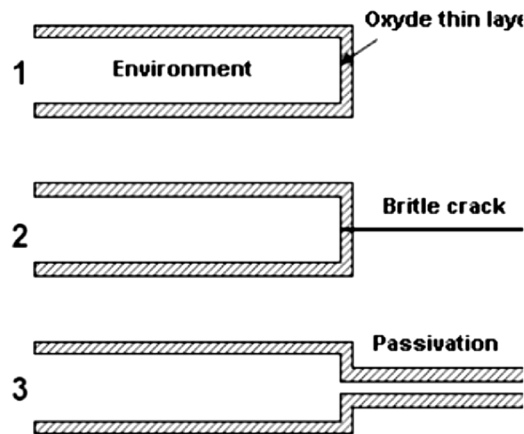 Oxyde thin laye
1
Environment
2
Britle crack
3
Passivation